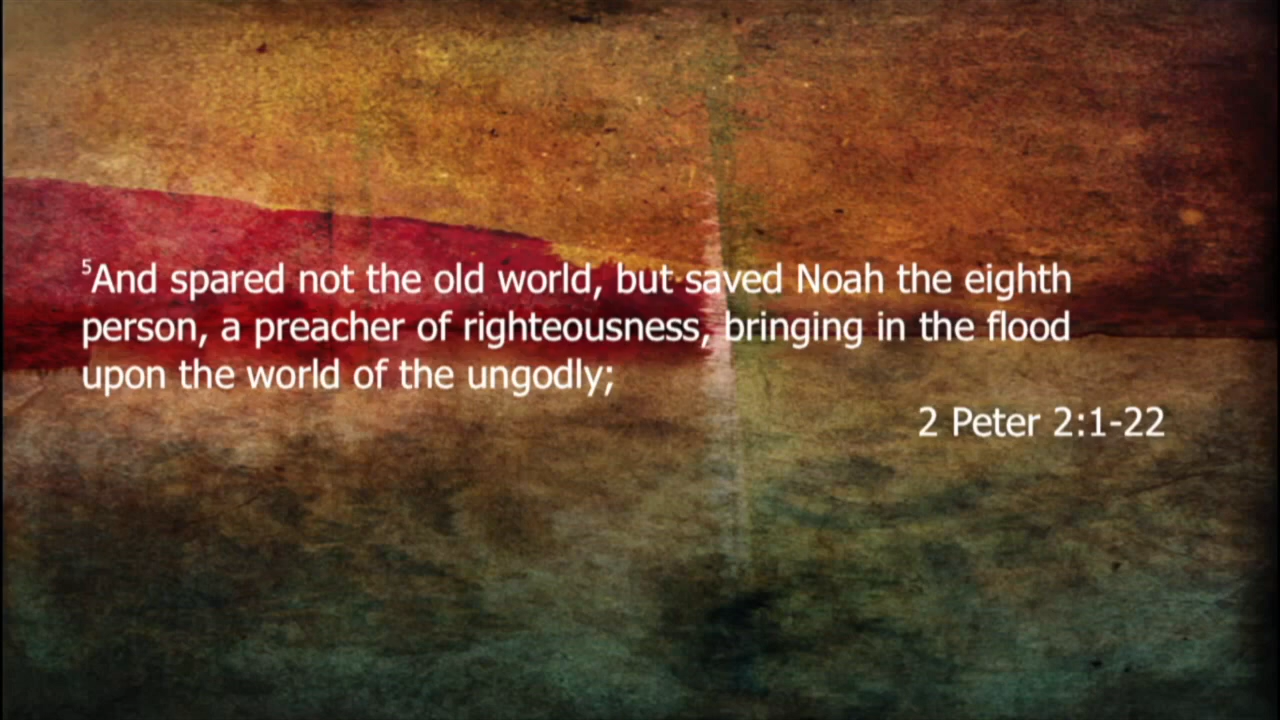 ⁵And spared not the old world, but saved Noah the eighth
person, a preacher of righteousness, bringing in the flood
upon the world of the ungodly;
2 Peter 2:1-22